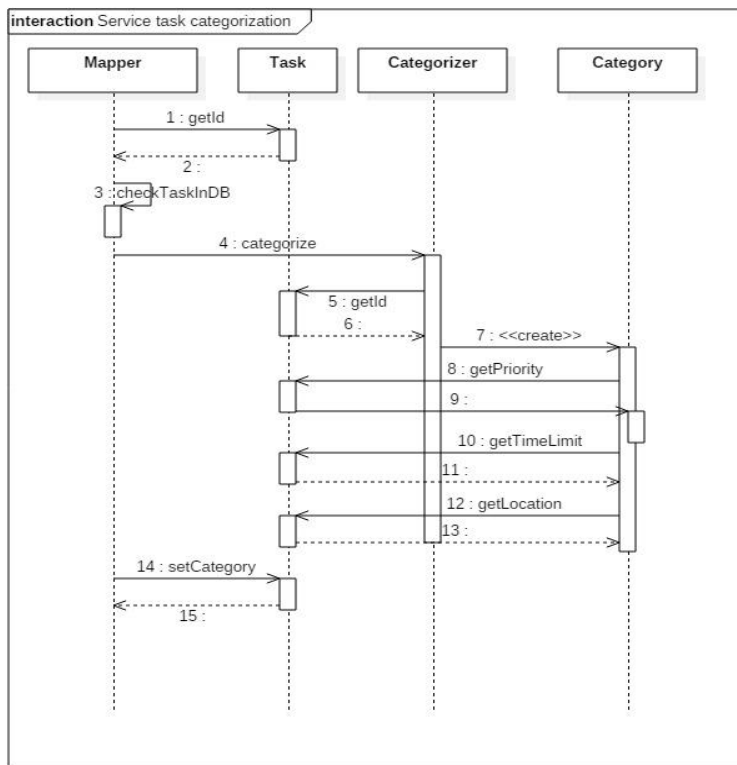 interaction Service task categorization
Mapper
Task
Categorizer
Category
1 : getId
2 :
3 : checkTaskInDB
4 : categorize
5 : getId
6 :
7 : <<create>>
8 : getPriority
9 :
10 : getTimeLimit
11 :
12 : getLocation
13 :
14 : setCategory
15 :